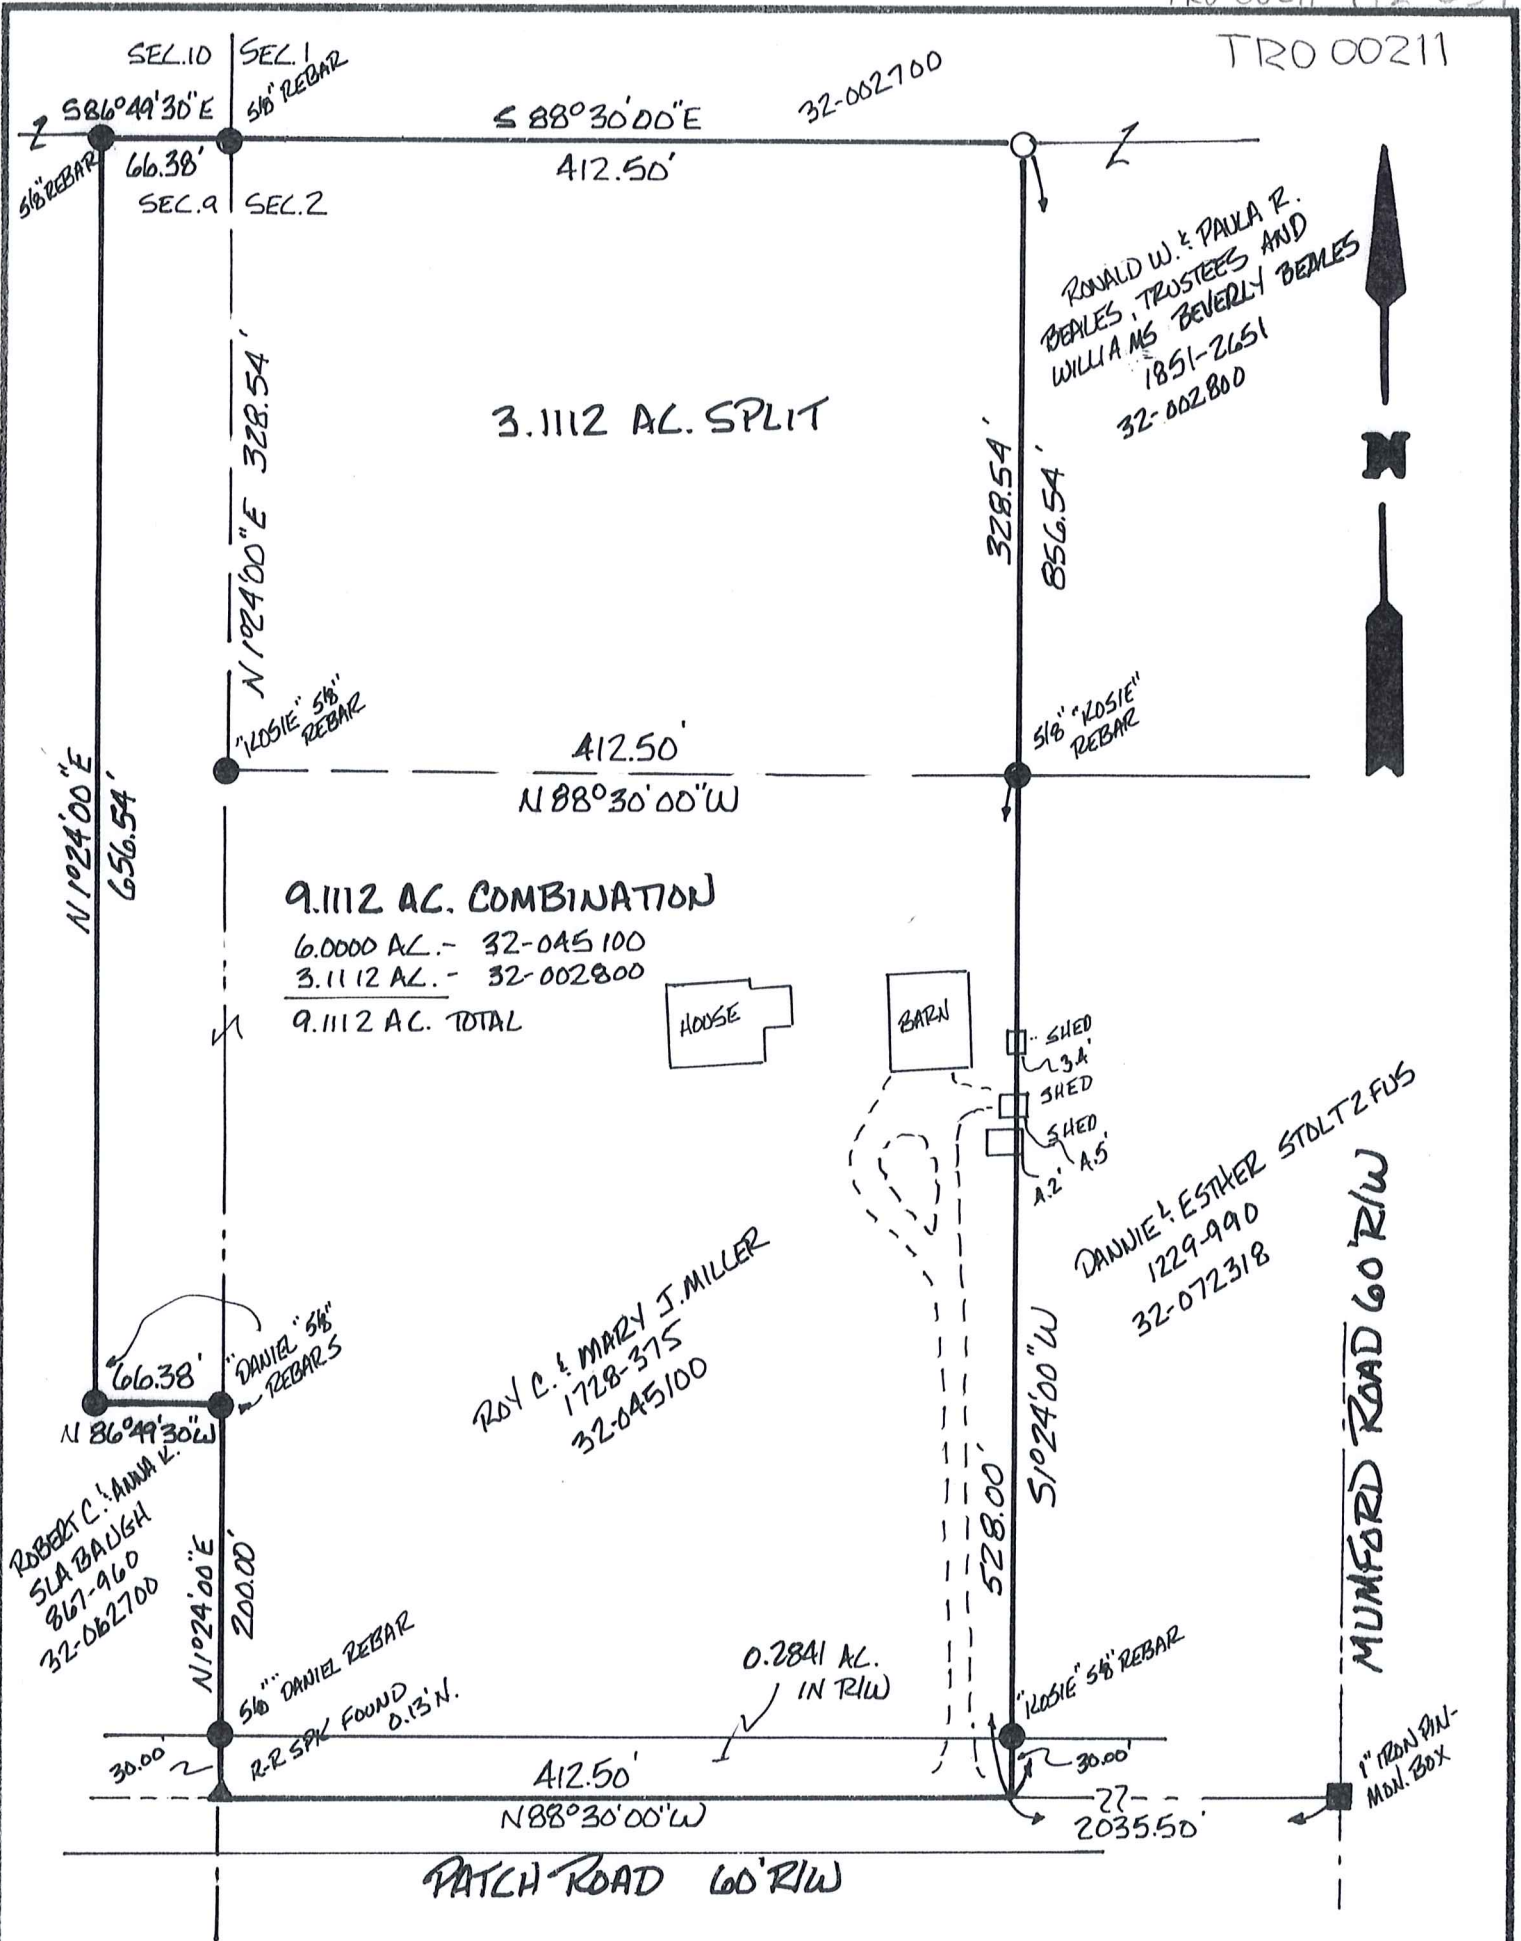 TRO 00211
SEC.10 SEC.1
5/8" REBAR
S86°49'30"E
S 88°30'00"E
32-002700
5/8" REBAR
66.38'
412.50'
SEC.9 SEC.2
RONALD W. & PAULA R.
BEALES, TRUSTEES AND
WILLIAMS BEVERLY BEALES
1851-2651
32-002800
N 1°24'00"E 328.54'
3.1112 AC. SPLIT
328.54'
856.54'
N
"KOSIE" 5/8"
REBAR
5/8" "KOSIE"
REBAR
412.50'
N 88°30'00"W
N 1°24'00"E
656.54'
9.1112 AC. COMBINATION
6.0000 AC.- 32-045100
3.1112 AC.- 32-002800
9.1112 AC. TOTAL
HOUSE
BARN
SHED
3.4'
SHED
SHED
4.5'
4.2'
DANNIE & ESTHER STOLTZFUS
1229-990
32-072318
MUMFORD ROAD 60' R/W
"DANIEL" 5/8"
REBARS
66.38'
N 86°49'30"W
ROY C. & MARY J. MILLER
1728-375
32-045100
S1°24'00"W
528.00'
ROBERT C. & ANNA K.
SLABAUGH
867-960
32-062700
N1°24'00"E
200.00'
5/8" "DANIEL REBAR
R-R SPK FOUND
0.13' N.
0.2841 AC.
IN R/W
"KOSIE" 5/8" REBAR
30.00'
30.00'
1" IRON PIN-
MON. BOX
412.50'
N88°30'00"W
2035.50'
PATCH ROAD 60' R/W